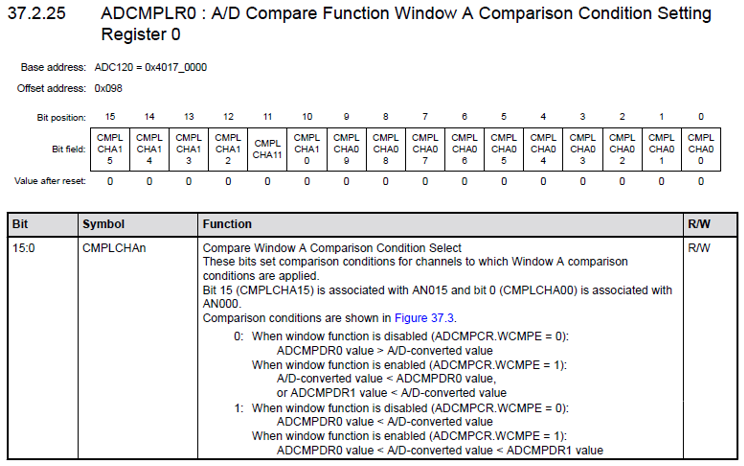 37.2.25 ADCMPLR0 : A/D Compare Function Window A Comparison Condition Setting
Register 0
Base address: ADC120 = 0x4017_0000
Offset address: 0x098
Bit position: 15 14 13 12 11 10 9 8 7 6 5 4 3 2 1 0
Bit field: CMPLCHA15 CMPLCHA14 CMPLCHA13 CMPLCHA12 CMPLCHA11 CMPLCHA10 CMPLCHA09 CMPLCHA08 CMPLCHA07 CMPLCHA06 CMPLCHA05 CMPLCHA04 CMPLCHA03 CMPLCHA02 CMPLCHA01 CMPLCHA00
Value after reset: 0 0 0 0 0 0 0 0 0 0 0 0 0 0 0 0
Bit Symbol Function R/W
15:0 CMPLCHAn Compare Window A Comparison Condition Select R/W
These bits set comparison conditions for channels to which Window A comparison
conditions are applied.
Bit 15 (CMPLCHA15) is associated with AN015 and bit 0 (CMPLCHA00) is associated with
AN000.
Comparison conditions are shown in Figure 37.3.
0: When window function is disabled (ADCMPCR.WCMPE = 0):
ADCMPDR0 value > A/D-converted value
When window function is enabled (ADCMPCR.WCMPE = 1):
A/D-converted value < ADCMPDR0 value,
or ADCMPDR1 value < A/D-converted value
1: When window function is disabled (ADCMPCR.WCMPE = 0):
ADCMPDR0 value < A/D-converted value
When window function is enabled (ADCMPCR.WCMPE = 1):
ADCMPDR0 value < A/D-converted value < ADCMPDR1 value